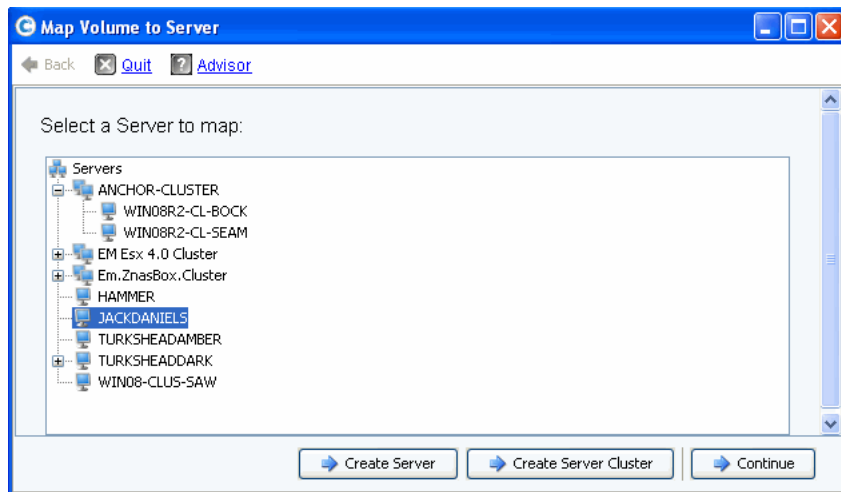 Map Volume to Server
Back Quit Advisor
Select a Server to map:
Servers
ANCHOR-CLUSTER
WIN08R2-CL-BOCK
WIN08R2-CL-SEAM
EM Esx 4.0 Cluster
Em.ZnasBox.Cluster
HAMMER
JACKDANIELS
TURKSHEADAMBER
TURKSHEADDARK
WIN08-CLUS-SAW
Create Server Create Server Cluster Continue